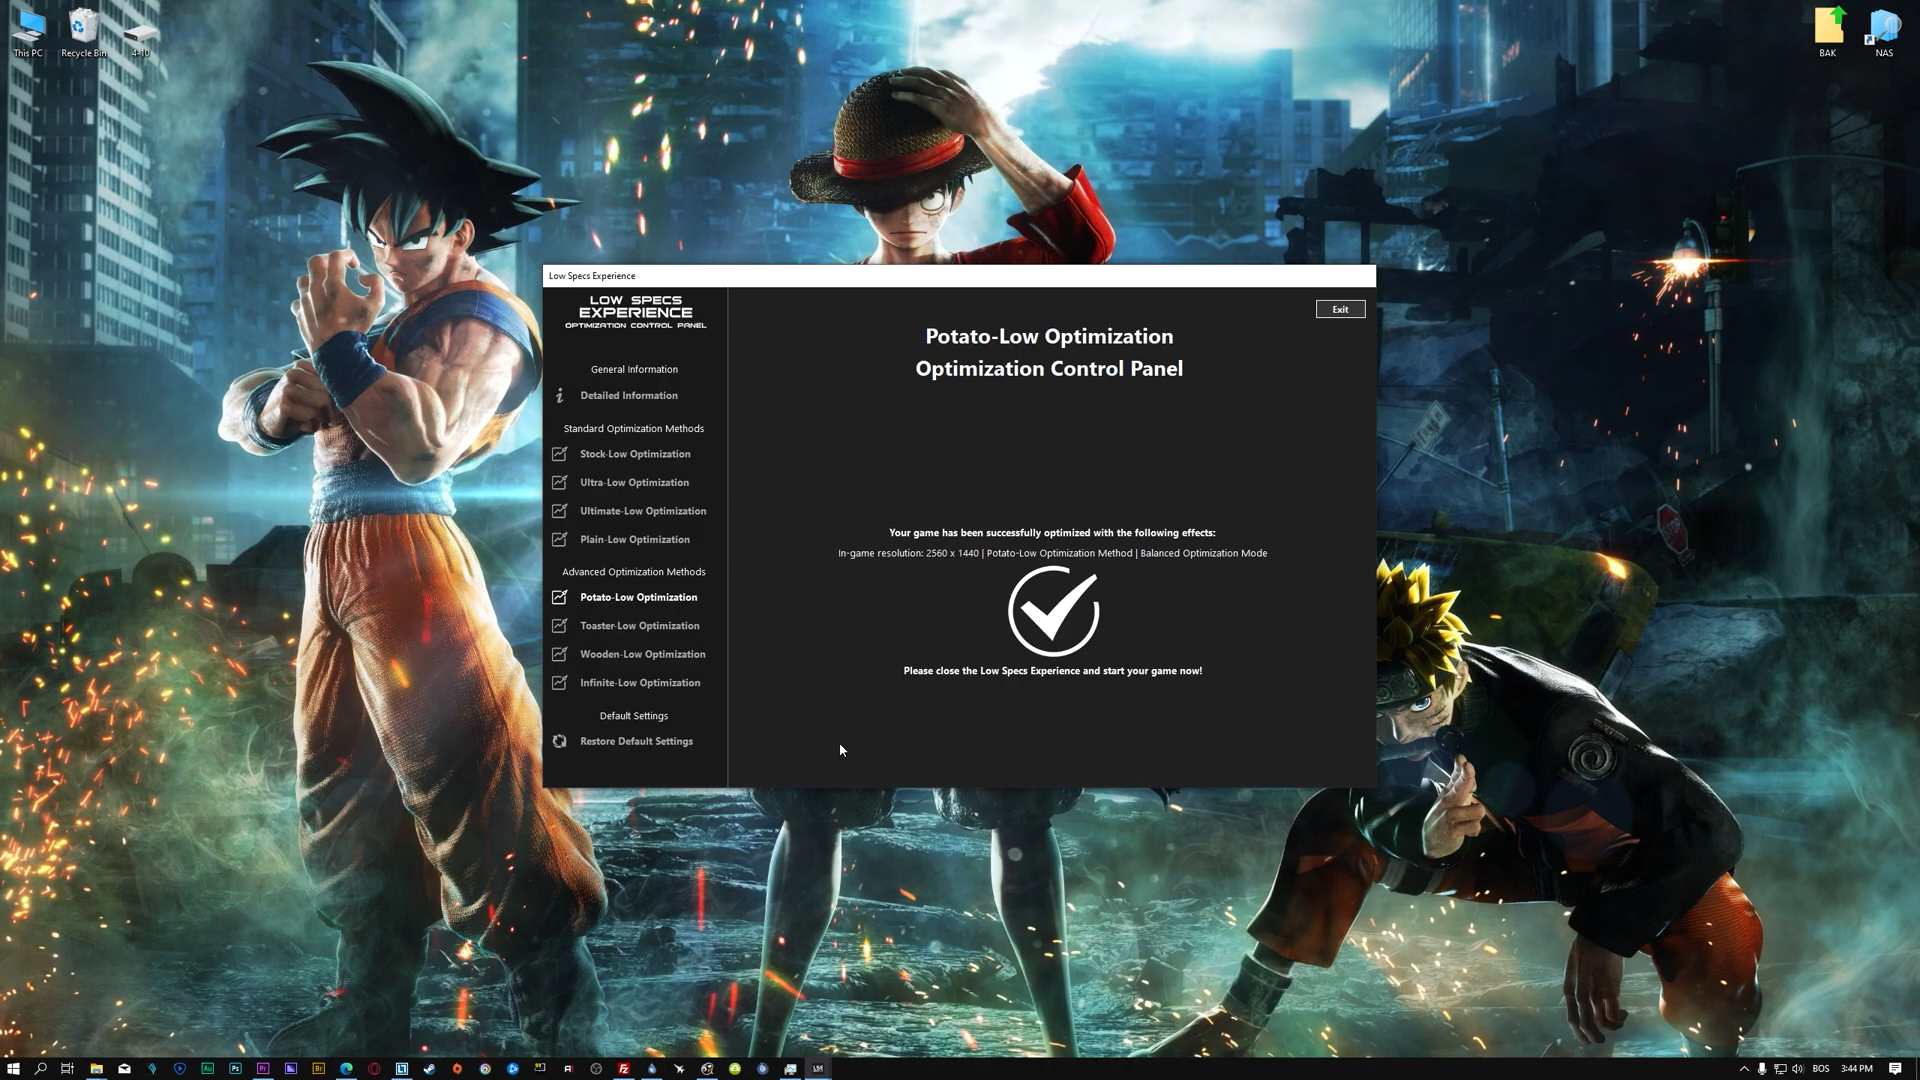 This PC
Recycle Bin
BAK
NAS
Low Specs Experience
LOW SPECS
EXPERIENCE
OPTIMIZATION CONTROL PANEL
General Information
Detailed Information
Standard Optimization Methods
Stock-Low Optimization
Ultra-Low Optimization
Ultimate-Low Optimization
Plain-Low Optimization
Advanced Optimization Methods
Potato-Low Optimization
Toaster-Low Optimization
Wooden-Low Optimization
Infinite-Low Optimization
Default Settings
Restore Default Settings
Exit
Potato-Low Optimization
Optimization Control Panel
Your game has been successfully optimized with the following effects:
In-game resolution: 2560 x 1440 | Potato-Low Optimization Method | Balanced Optimization Mode
Please close the Low Specs Experience and start your game now!
Au
Ps
Pr
Br
Fz
BOS
3:44 PM